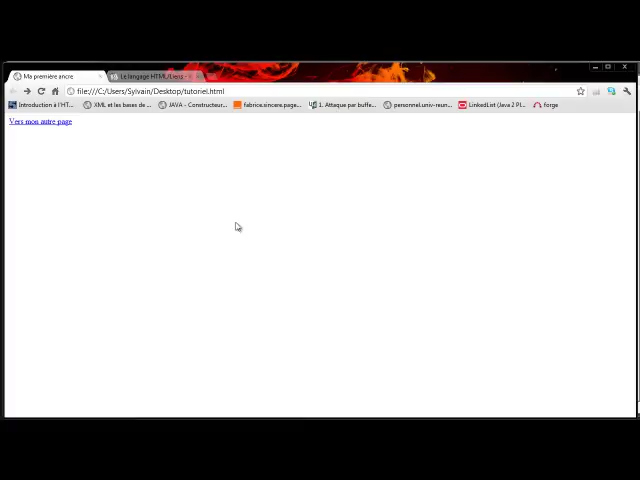 Ma première ancre
Le langage HTML/Liens -
file:///C:/Users/Sylvain/Desktop/tutoriel.html
Introduction à l'HT...
XML et les bases de ...
JAVA - Constructeur...
fabrice.sincere.page...
1. Attaque par buffe...
personnel.univ-reun...
LinkedList (Java 2 Pl...
forge
Vers mon autre page